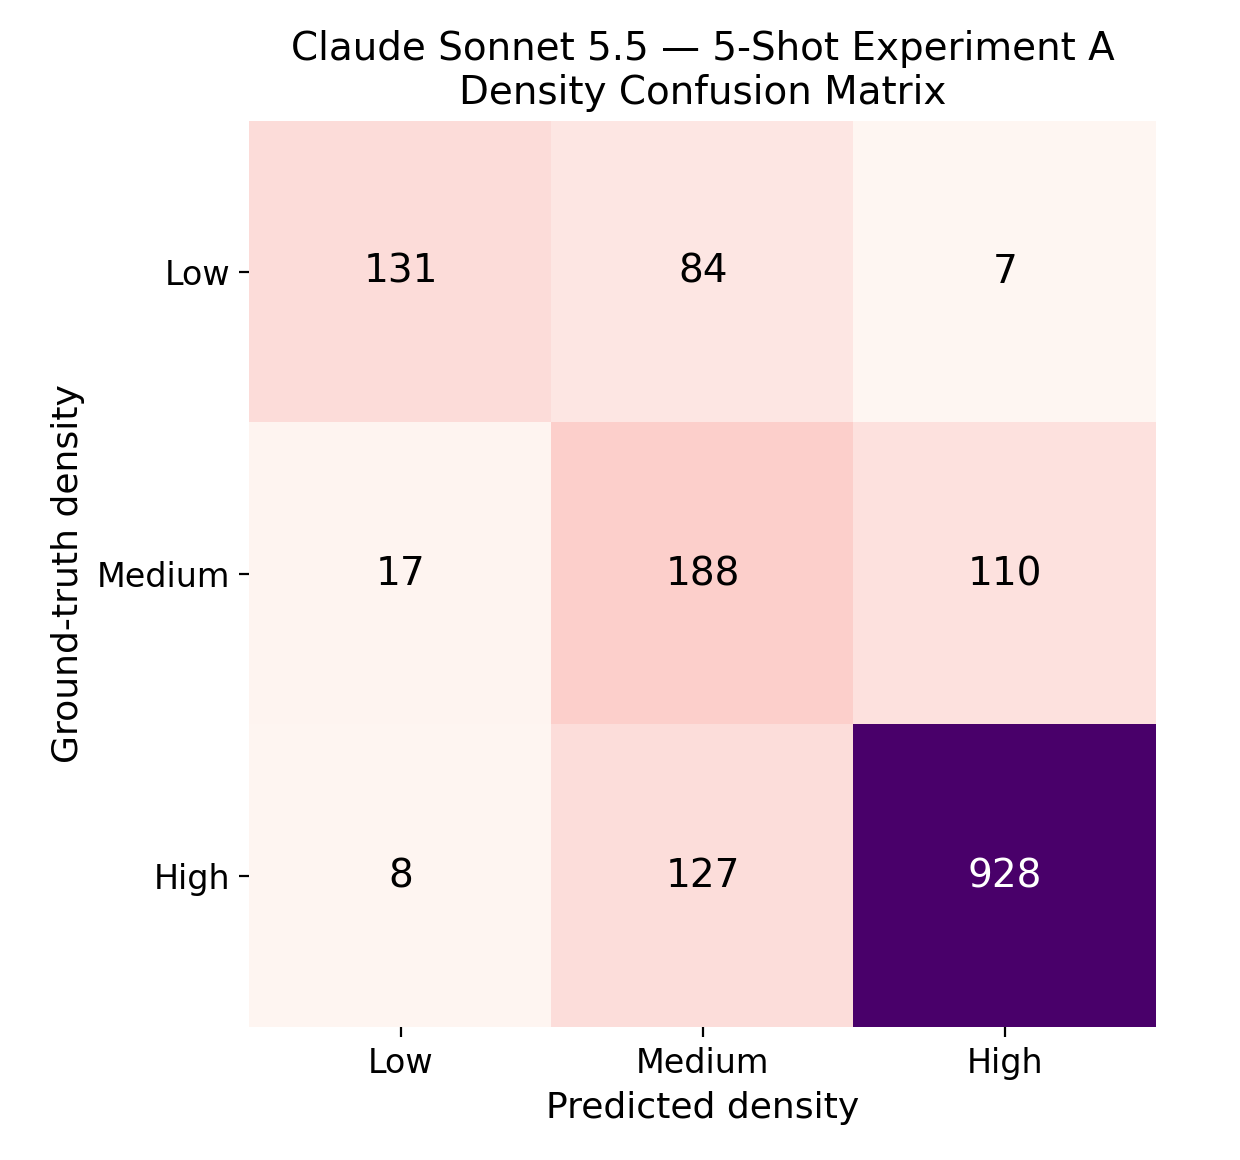 Claude Sonnet 5.5 — 5-Shot Experiment A
Density Confusion Matrix
Ground-truth density
Low
131
84
7
Medium
17
188
110
High
8
127
928
Low
Medium
High
Predicted density